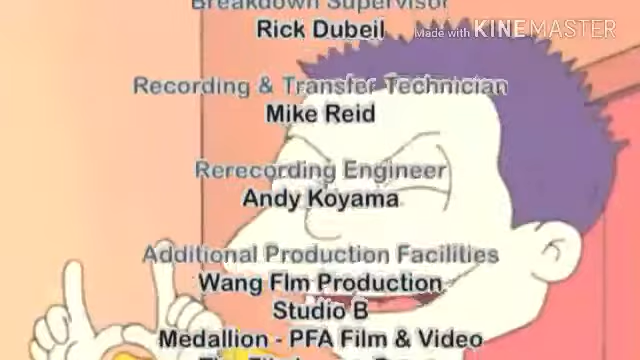 Breakdown Supervisor
Rick Dubeil
Made with KINEMASTER
Recording & Transfer Technician
Mike Reid
Rerecording Engineer
Andy Koyama
Additional Production Facilities
Wang Flm Production
Studio B
Medallion - PFA Film & Video